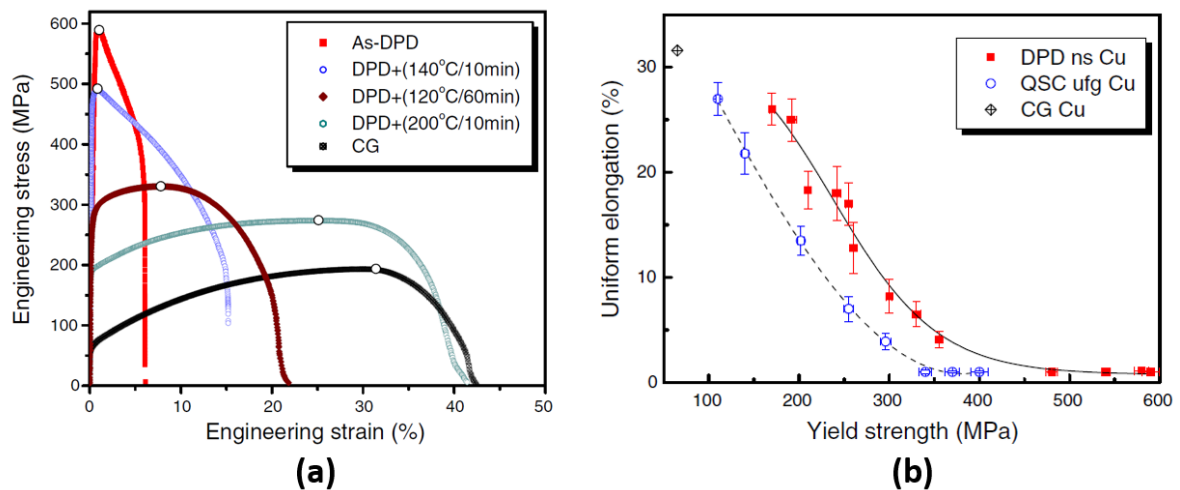 600
500
400
300
200
100
0
Engineering stress (MPa)
As-DPD
DPD+(140°C/10min)
DPD+(120°C/60min)
DPD+(200°C/10min)
CG
0 10 20 30 40 50
Engineering strain (%)
(a)
30
20
10
0
Uniform elongation (%)
DPD ns Cu
QSC ufg Cu
CG Cu
100 200 300 400 500 600
Yield strength (MPa)
(b)